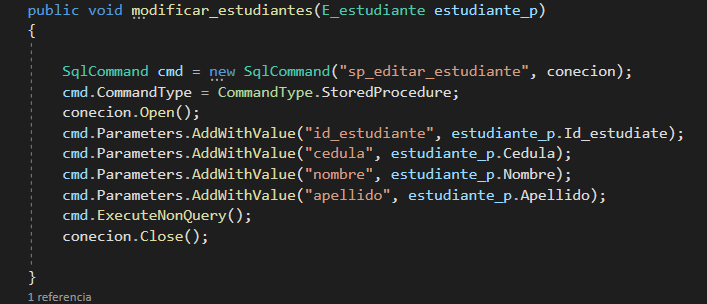 public void modificar_estudiantes(E_estudiante estudiante_p)
{
SqlCommand cmd = new SqlCommand("sp_editar_estudiante", conecion);
cmd.CommandType = CommandType.StoredProcedure;
conecion.Open();
cmd.Parameters.AddWithValue("id_estudiante", estudiante_p.Id_estudiate);
cmd.Parameters.AddWithValue("cedula", estudiante_p.Cedula);
cmd.Parameters.AddWithValue("nombre", estudiante_p.Nombre);
cmd.Parameters.AddWithValue("apellido", estudiante_p.Apellido);
cmd.ExecuteNonQuery();
conecion.Close();
}
1 referencia